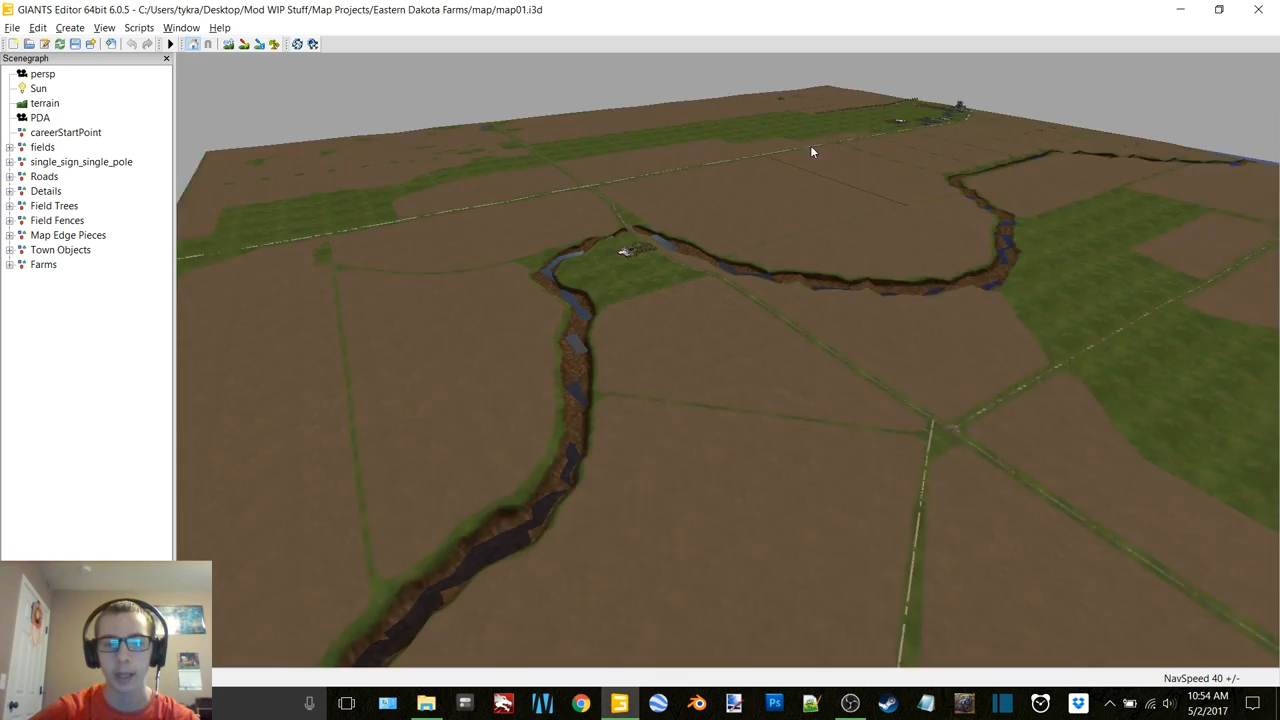 GIANTS Editor 64bit 6.0.5 - C:/Users/tykra/Desktop/Mod WIP Stuff/Map Projects/Eastern Dakota Farms/map/map01.i3d
File Edit Create View Scripts Window Help
Scenegraph
persp
Sun
terrain
PDA
careerStartPoint
fields
single_sign_single_pole
Roads
Details
Field Trees
Field Fences
Map Edge Pieces
Town Objects
Farms
NavSpeed 40 +/-
10:54 AM
5/2/2017